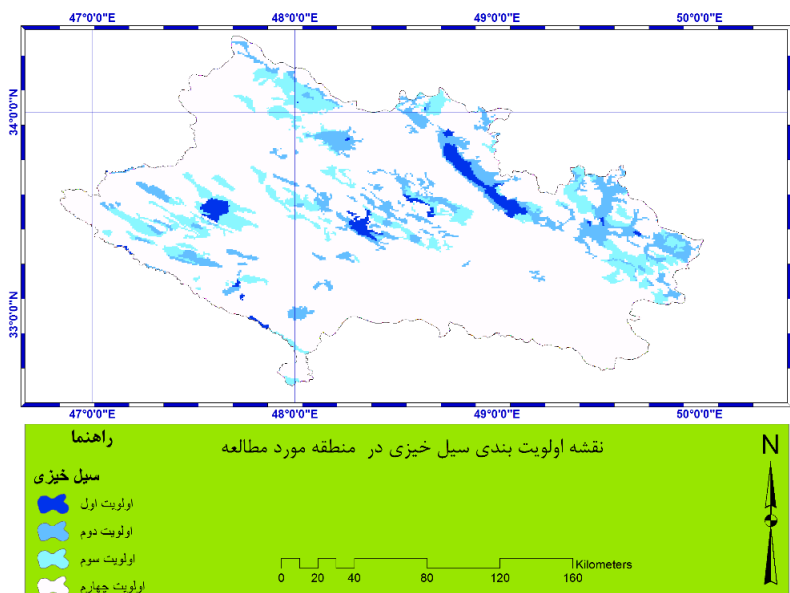 47°0'0"E 48°0'0"E 49°0'0"E 50°0'0"E
34°0'0"N
33°0'0"N
47°0'0"E 48°0'0"E 49°0'0"E 50°0'0"E
نقشه اولویت بندی سیل خیزی در منطقه مورد مطالعه
راهنما
سیل خیزی
اولویت اول
اولویت دوم
اولویت سوم
اولویت چهارم
N
Kilometers
0 20 40 80 120 160